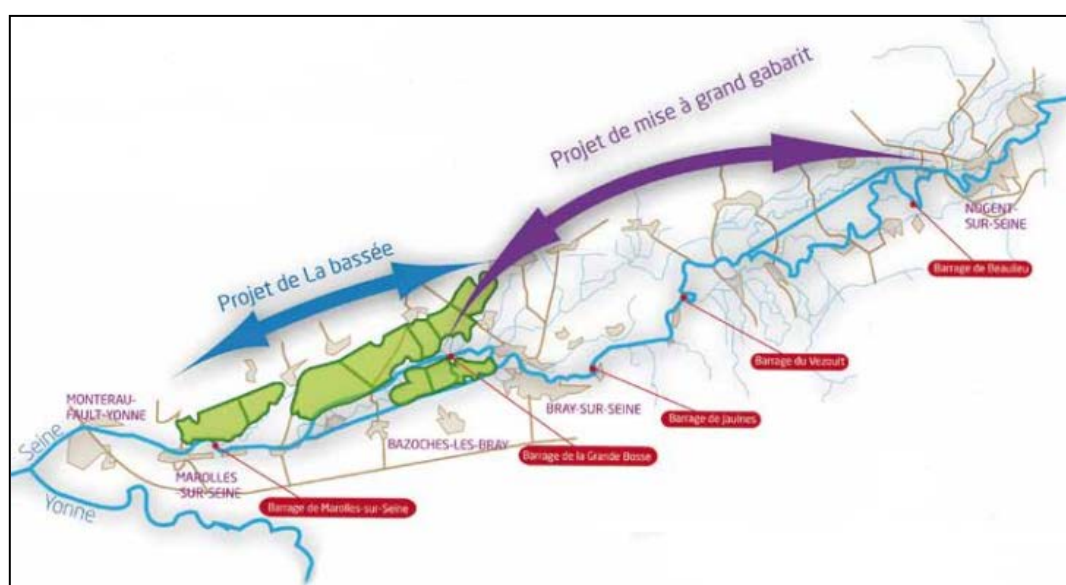 Projet de mise à grand gabarit
Projet de La bassée
NOGENT-
SUR-SEINE
Barrage de Beaulieu
Barrage du Vezoult
MONTERAU-
FAULT-YONNE
BRAY-SUR-SEINE
Barrage de Jaulnes
Seine
BAZOCHES-LES-BRAY
Barrage de la Grande Bosse
MAROLLES
-SUR-SEINE
Barrage de Marolles-sur-Seine
Yonne